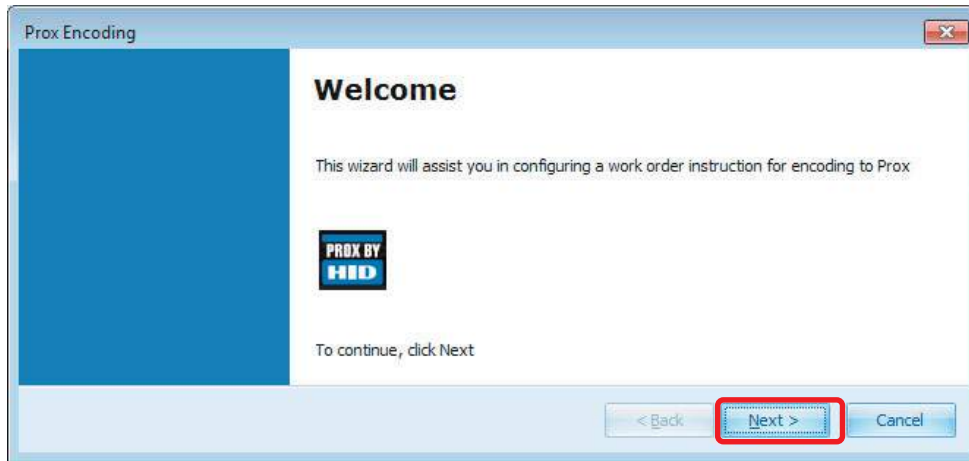 Prox Encoding
Welcome
This wizard will assist you in configuring a work order instruction for encoding to Prox
PROX BY
HID
To continue, click Next
< Back Next > Cancel